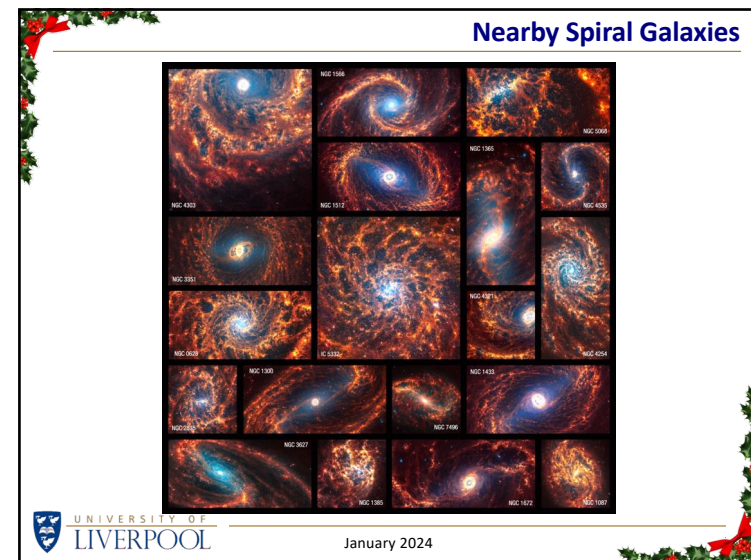 Nearby Spiral Galaxies
NGC 4303
NGC 1566
NGC 5068
NGC 1512
NGC 1365
NGC 4535
NGC 3351
NGC 0628
IC 5332
NGC 4321
NGC 4254
NGC 2835
NGC 1300
NGC 7496
NGC 1433
NGC 3627
NGC 1385
NGC 1672
NGC 1087
UNIVERSITY OF
LIVERPOOL
January 2024